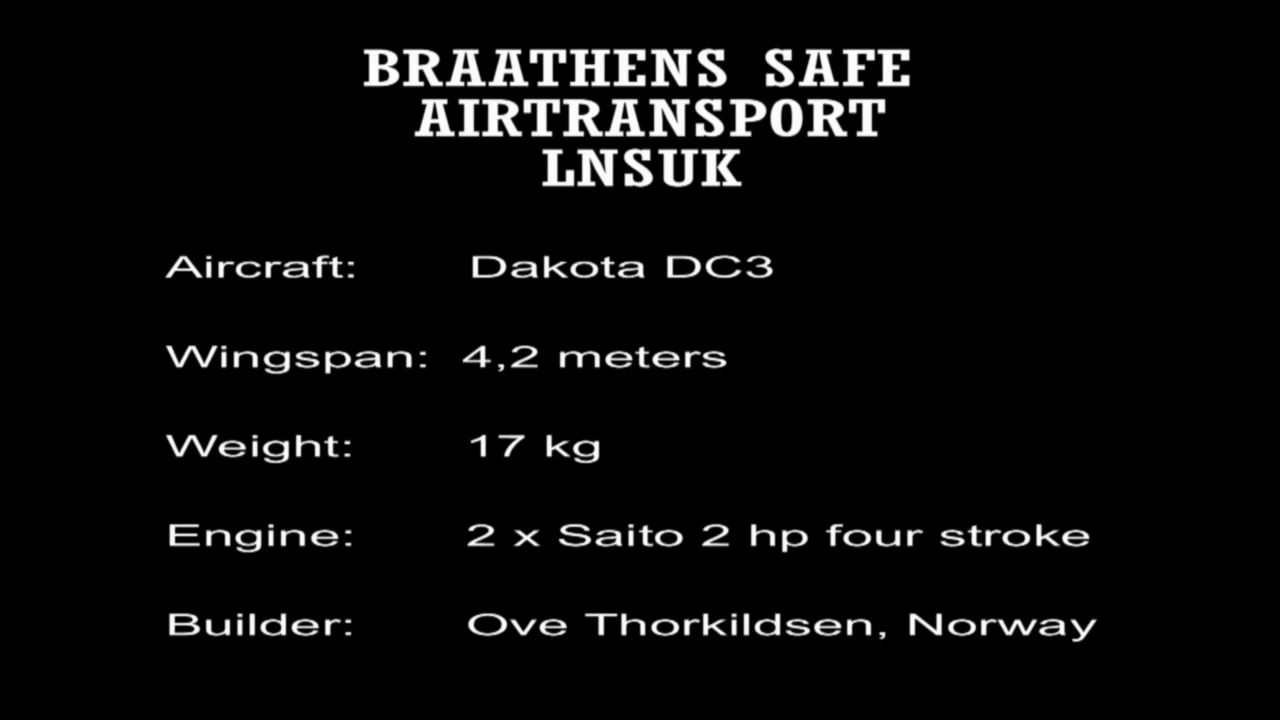 BRAATHENS SAFE
AIRTRANSPORT
LNSUK
Aircraft: Dakota DC3
Wingspan: 4,2 meters
Weight: 17 kg
Engine: 2 x Saito 2 hp four stroke
Builder: Ove Thorkildsen, Norway